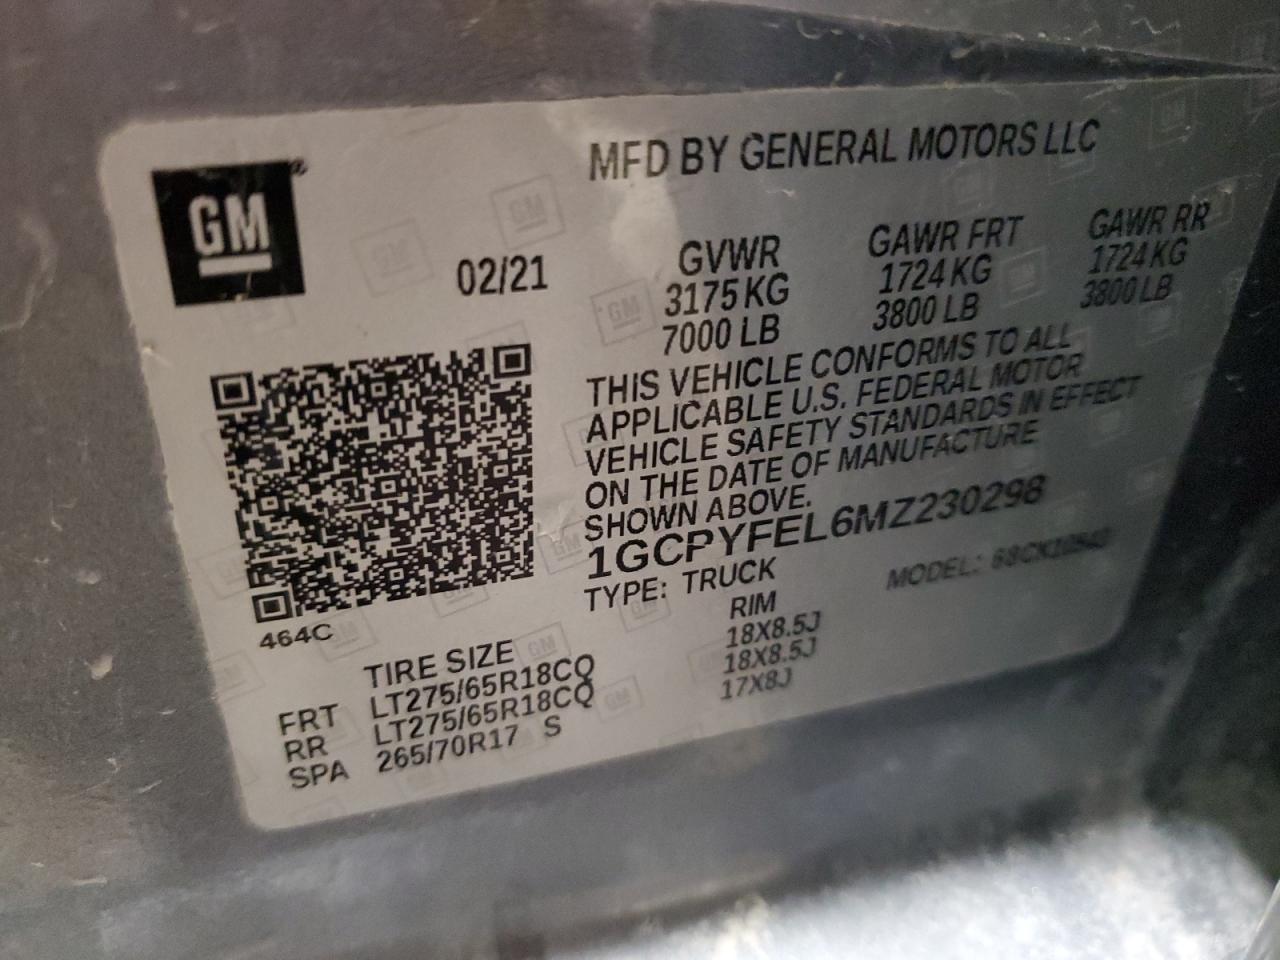 GM
MFD BY GENERAL MOTORS LLC
02/21
GVWR GAWR FRT GAWR RR
3175 KG 1724 KG 1724 KG
7000 LB 3800 LB 3800 LB
THIS VEHICLE CONFORMS TO ALL
APPLICABLE U.S. FEDERAL MOTOR
VEHICLE SAFETY STANDARDS IN EFFECT
ON THE DATE OF MANUFACTURE
SHOWN ABOVE.
1GCPYFEL6MZ230298
TYPE: TRUCK MODEL:
464C
TIRE SIZE RIM
FRT LT275/65R18CQ 18X8.5J
RR LT275/65R18CQ 18X8.5J
SPA 265/70R17 S 17X8J